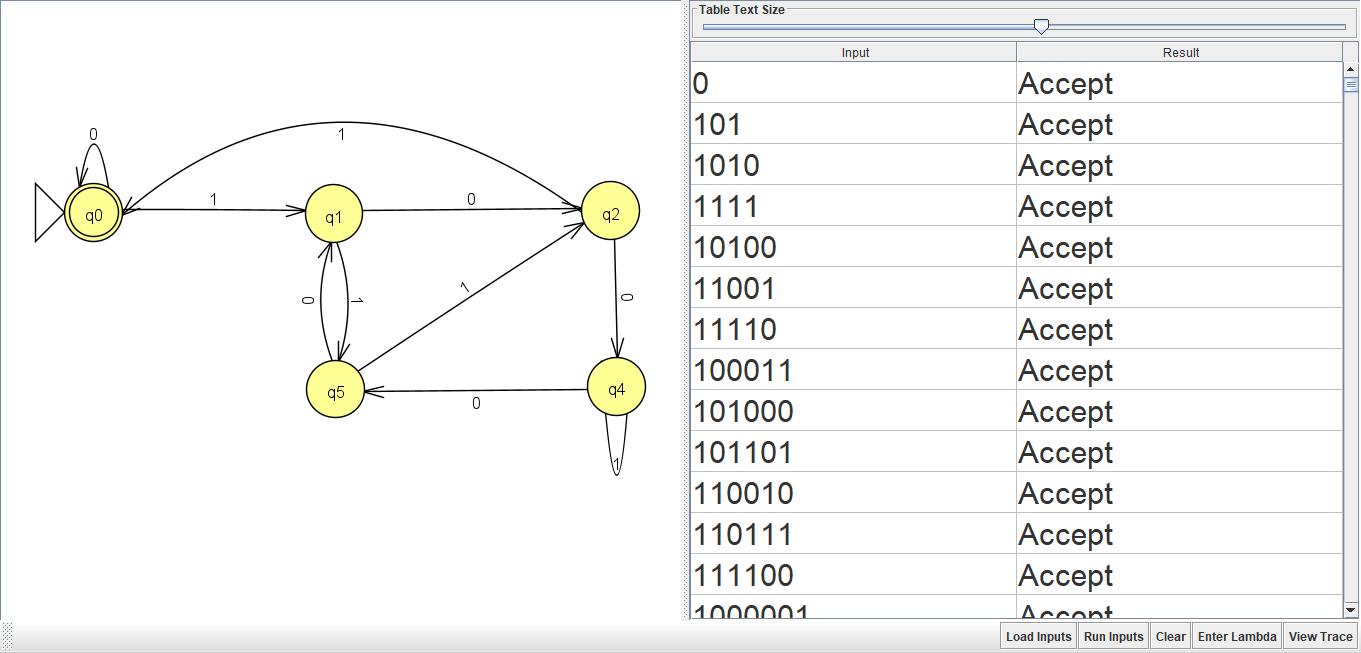 Table Text Size
Input Result
0 Accept
101 Accept
1010 Accept
1111 Accept
10100 Accept
11001 Accept
11110 Accept
100011 Accept
101000 Accept
101101 Accept
110010 Accept
110111 Accept
111100 Accept
1000001 Accept
0
1
q0
1
q1
0
q2
0
1
1
0
q5
0
q4
1
Load Inputs Run Inputs Clear Enter Lambda View Trace